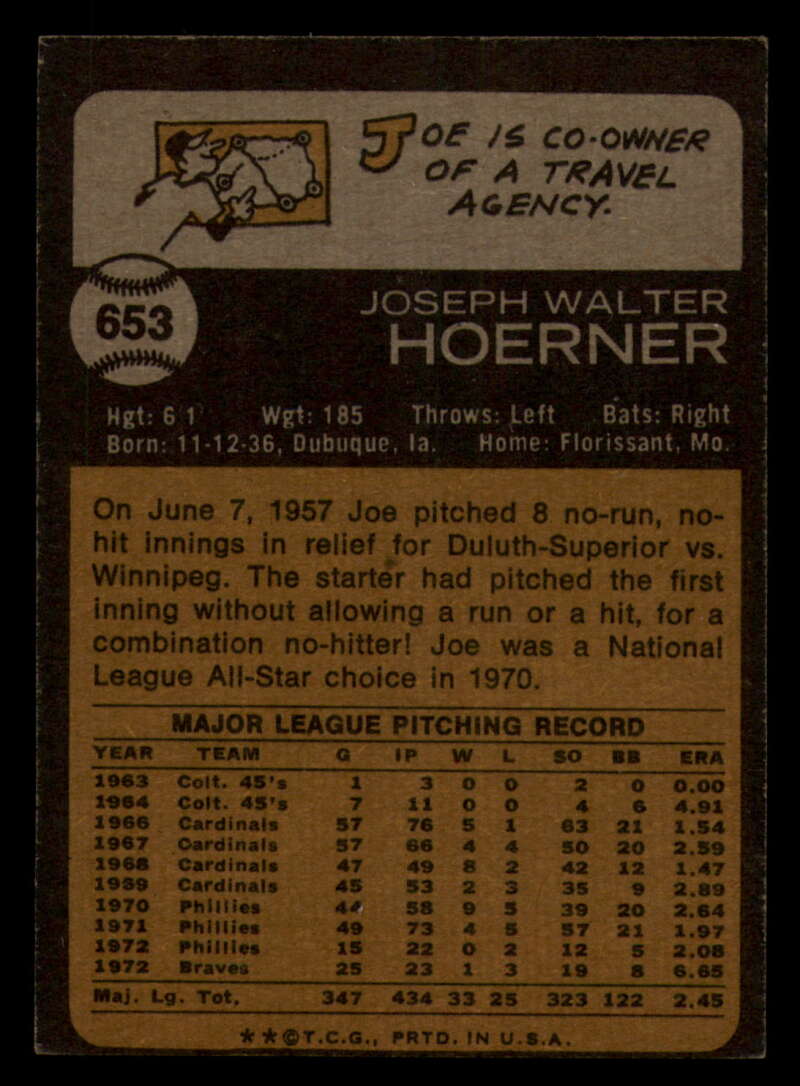 JOE IS CO-OWNER
OF A TRAVEL
AGENCY.
653
JOSEPH WALTER
HOERNER
Hgt: 6'1" Wgt: 185 Throws: Left Bats: Right
Born: 11-12-36, Dubuque, Ia. Home: Florissant, Mo.
On June 7, 1957 Joe pitched 8 no-run, no-
hit innings in relief for Duluth-Superior vs.
Winnipeg. The starter had pitched the first
inning without allowing a run or a hit, for a
combination no-hitter! Joe was a National
League All-Star choice in 1970.
MAJOR LEAGUE PITCHING RECORD
YEAR TEAM G IP W L SO BB ERA
1963 Colt. 45's 1 3 0 0 2 0 0.00
1964 Colt. 45's 7 11 0 0 4 6 4.91
1966 Cardinals 57 76 5 1 63 21 1.54
1967 Cardinals 57 66 4 4 50 20 2.59
1968 Cardinals 47 49 8 2 42 12 1.47
1969 Cardinals 45 53 2 3 35 9 2.89
1970 Phillies 44 58 9 5 39 20 2.64
1971 Phillies 49 73 4 5 57 21 1.97
1972 Phillies 15 22 0 2 12 5 2.08
1972 Braves 25 23 1 3 19 8 6.65
Maj. Lg. Tot. 347 434 33 25 323 122 2.45
**©T.C.G., PRTD. IN U.S.A.